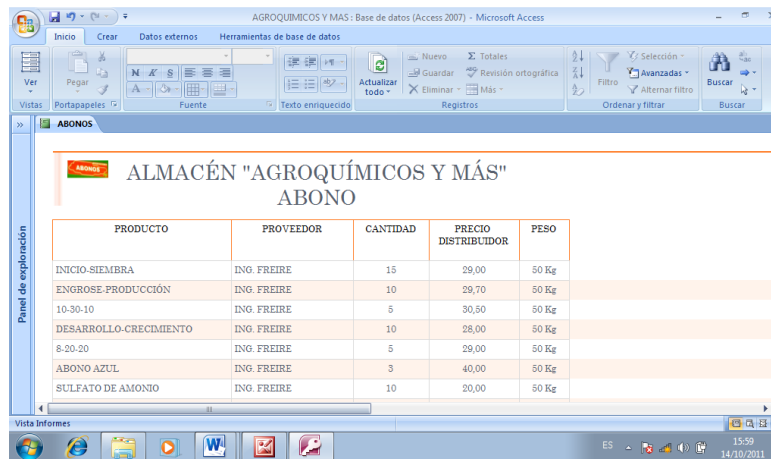 AGROQUIMICOS Y MAS : Base de datos (Access 2007) - Microsoft Access
Inicio Crear Datos externos Herramientas de base de datos
Ver
Pegar
N K S
A
Actualizar todo
Nuevo
Guardar
Eliminar
Σ Totales
Revisión ortográfica
Más
Filtro
Selección
Avanzadas
Alternar filtro
Buscar
Vistas Portapapeles Fuente Texto enriquecido Registros Ordenar y filtrar Buscar
ABONOS
Panel de exploración
ABONOS
ALMACÉN "AGROQUÍMICOS Y MÁS"
ABONO
PRODUCTO PROVEEDOR CANTIDAD PRECIO DISTRIBUIDOR PESO
INICIO-SIEMBRA ING. FREIRE 15 29,00 50 Kg
ENGROSE-PRODUCCIÓN ING. FREIRE 10 29,70 50 Kg
10-30-10 ING. FREIRE 5 30,50 50 Kg
DESARROLLO-CRECIMIENTO ING. FREIRE 10 28,00 50 Kg
8-20-20 ING. FREIRE 5 29,00 50 Kg
ABONO AZUL ING. FREIRE 3 40,00 50 Kg
SULFATO DE AMONIO ING. FREIRE 10 20,00 50 Kg
Vista Informes
ES
15:59
14/10/2011